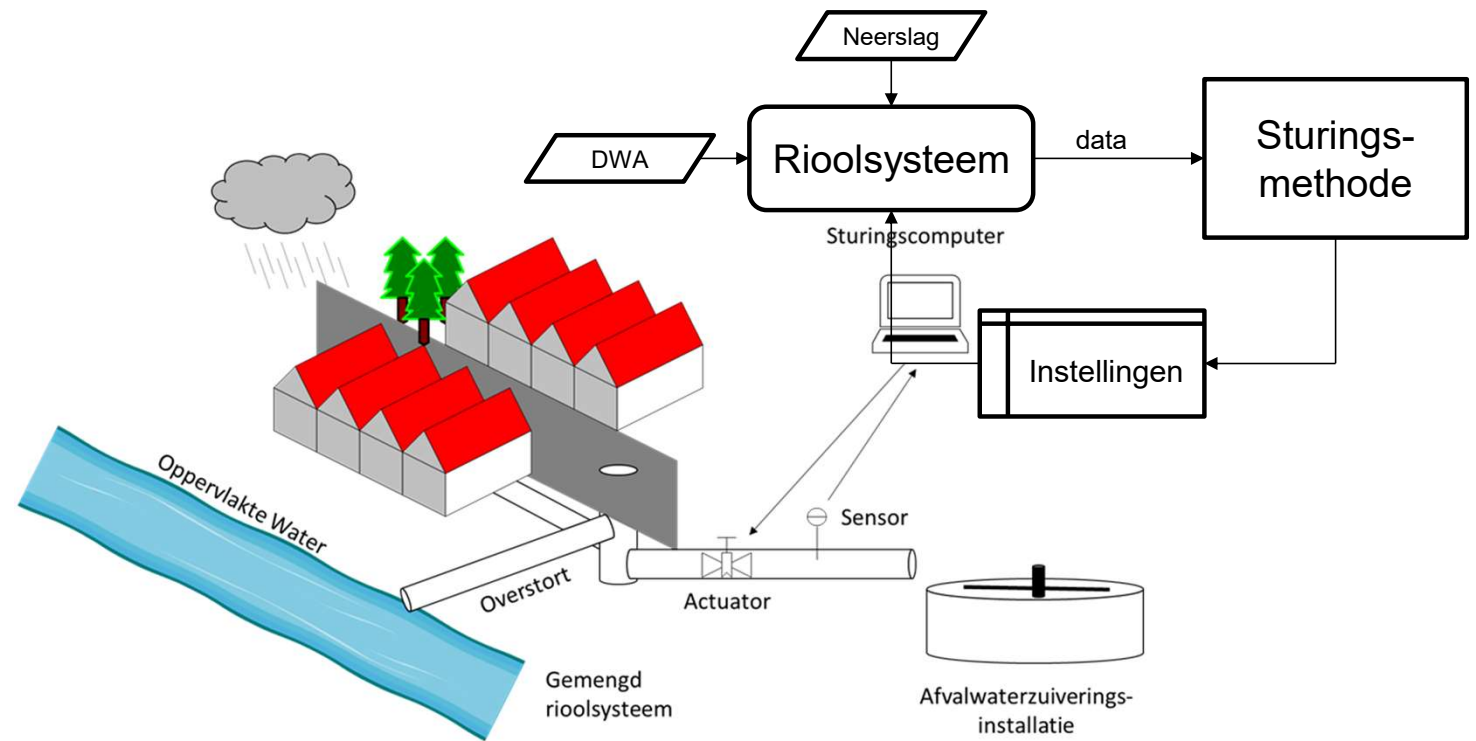 Neerslag
DWA
Rioolsysteem
data
Sturings-
methode
Sturingscomputer
Instellingen
Oppervlakte Water
Sensor
Overstort
Actuator
Gemengd
rioolsysteem
Afvalwaterzuiverings-
installatie